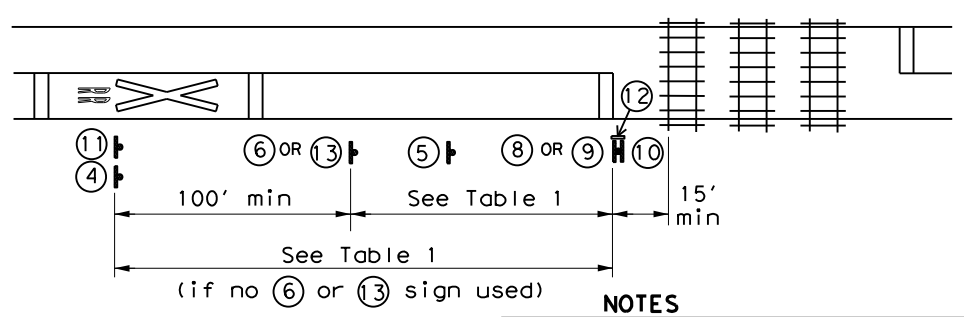 12
11 6 OR 13 5 8 OR 9 10
4
100' min See Table 1 15'
min
See Table 1
(if no 6 or 13 sign used)
NOTES
RR